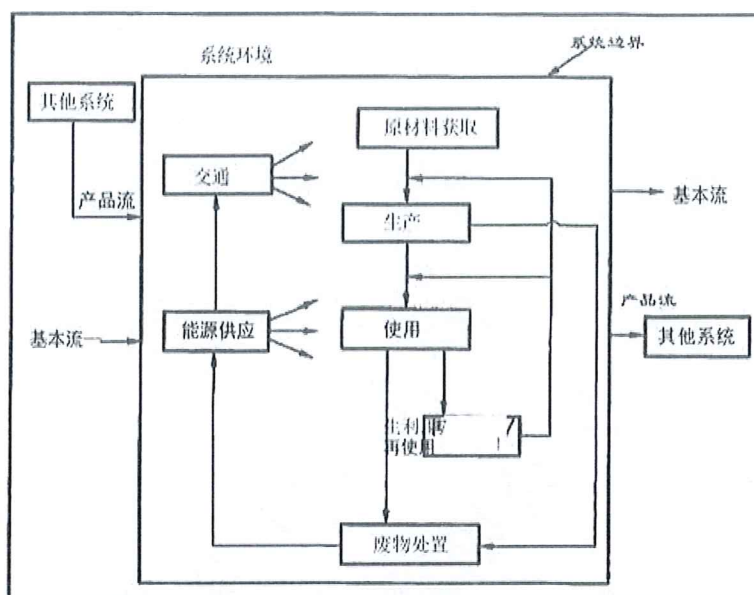 系统环境
系统边界
其他系统
原材料获取
交通
产品流
基本流
生产
产品流
能源供应
使用
基本流
其他系统
再使用
废物处置